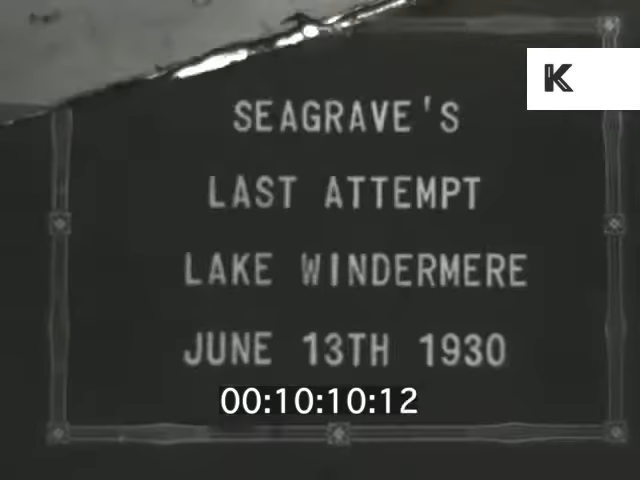 K
SEAGRAVE'S
LAST ATTEMPT
LAKE WINDERMERE
JUNE 13TH 1930
00:10:10:12